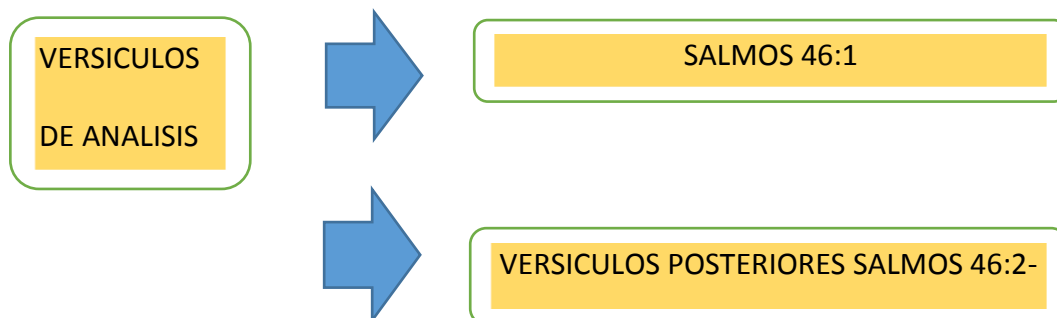 VERSICULOS
DE ANALISIS
SALMOS 46:1
VERSICULOS POSTERIORES SALMOS 46:2-